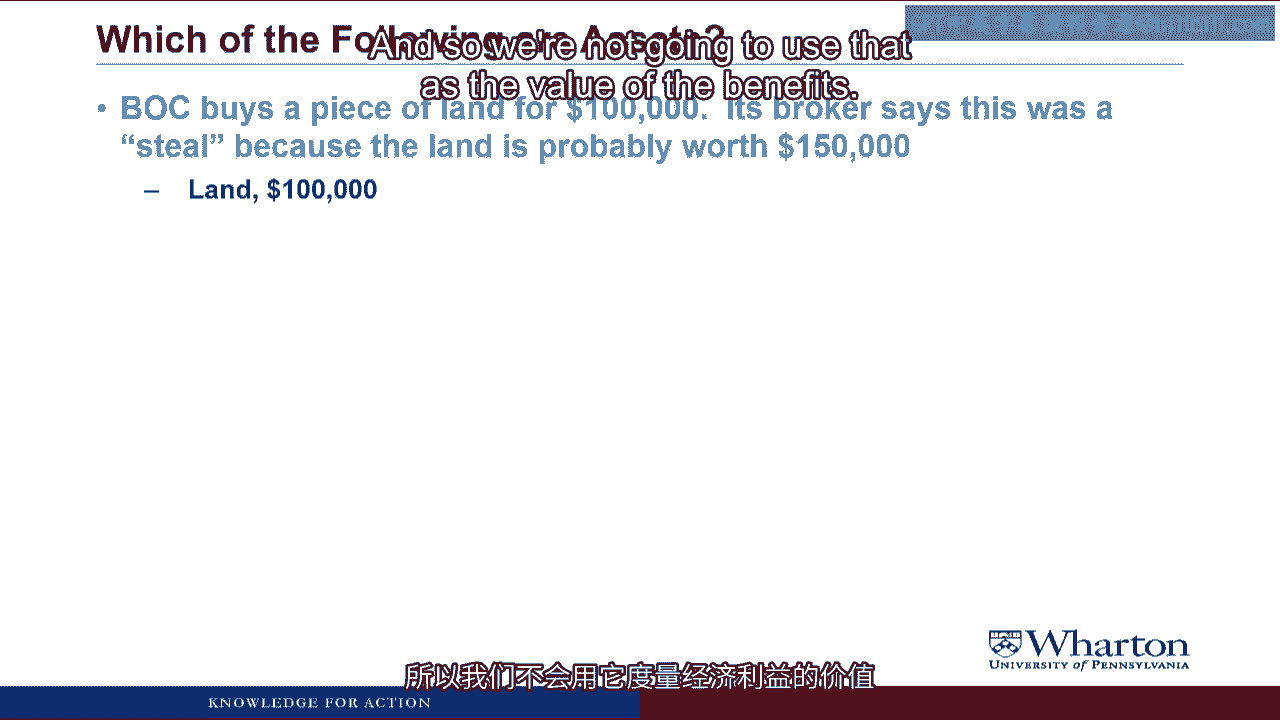 Which of the Following are Assets?
And so we're not going to use that
as the value of the benefits.
• BOC buys a piece of land for $100,000. Its broker says this was a
“steal” because the land is probably worth $150,000
– Land, $100,000
Wharton
UNIVERSITY of PENNSYLVANIA
所以我们不会用它度量经济利益的价值
KNOWLEDGE FOR ACTION